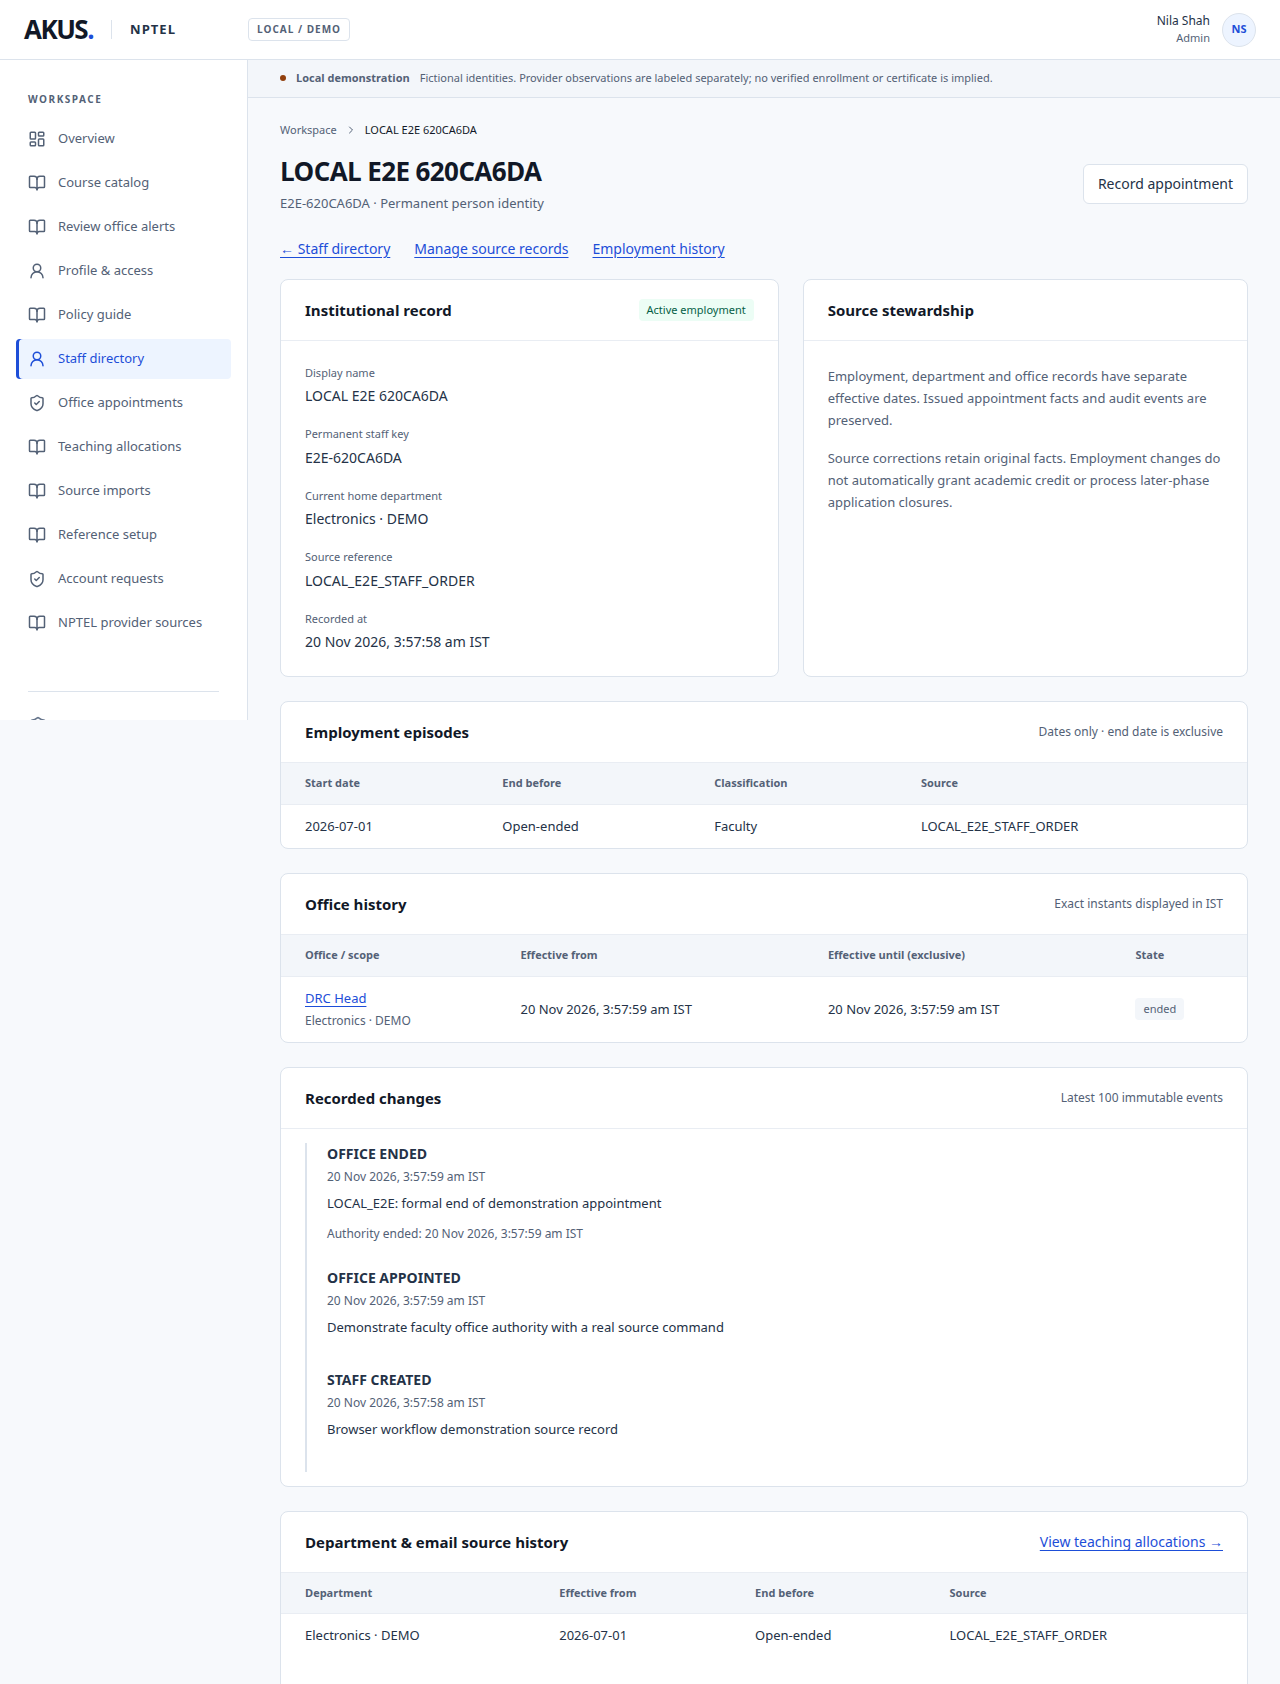 AKUS. NPTEL LOCAL / DEMO
Nila Shah
Admin
NS
WORKSPACE
Overview
Course catalog
Review office alerts
Profile & access
Policy guide
Staff directory
Office appointments
Teaching allocations
Source imports
Reference setup
Account requests
NPTEL provider sources
Local demonstration Fictional identities. Provider observations are labeled separately; no verified enrollment or certificate is implied.
Workspace > LOCAL E2E 620CA6DA
LOCAL E2E 620CA6DA
E2E-620CA6DA · Permanent person identity
Record appointment
← Staff directory Manage source records Employment history
Institutional record Active employment
Display name
LOCAL E2E 620CA6DA
Permanent staff key
E2E-620CA6DA
Current home department
Electronics · DEMO
Source reference
LOCAL_E2E_STAFF_ORDER
Recorded at
20 Nov 2026, 3:57:58 am IST
Source stewardship
Employment, department and office records have separate
effective dates. Issued appointment facts and audit events are
preserved.
Source corrections retain original facts. Employment changes do
not automatically grant academic credit or process later-phase
application closures.
Employment episodes Dates only · end date is exclusive
Start date End before Classification Source
2026-07-01 Open-ended Faculty LOCAL_E2E_STAFF_ORDER
Office history Exact instants displayed in IST
Office / scope Effective from Effective until (exclusive) State
DRC Head
Electronics · DEMO
20 Nov 2026, 3:57:59 am IST 20 Nov 2026, 3:57:59 am IST ended
Recorded changes Latest 100 immutable events
OFFICE ENDED
20 Nov 2026, 3:57:59 am IST
LOCAL_E2E: formal end of demonstration appointment
Authority ended: 20 Nov 2026, 3:57:59 am IST
OFFICE APPOINTED
20 Nov 2026, 3:57:59 am IST
Demonstrate faculty office authority with a real source command
STAFF CREATED
20 Nov 2026, 3:57:58 am IST
Browser workflow demonstration source record
Department & email source history View teaching allocations →
Department Effective from End before Source
Electronics · DEMO 2026-07-01 Open-ended LOCAL_E2E_STAFF_ORDER